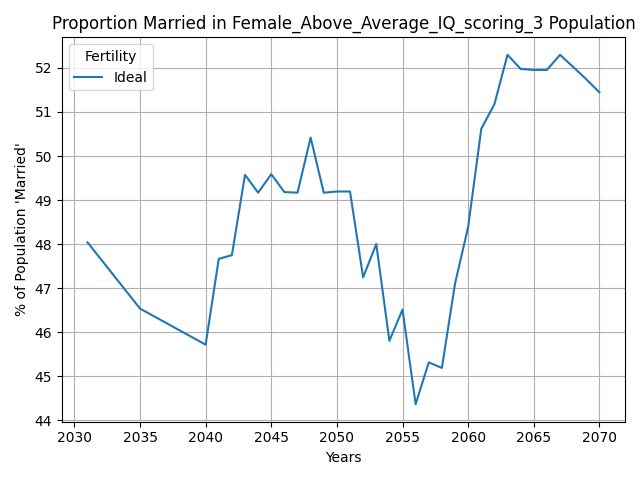 Proportion Married in Female_Above_Average_IQ_scoring_3 Population
Fertility
Ideal
% of Population 'Married'
52
51
50
49
48
47
46
45
44
2030 2035 2040 2045 2050 2055 2060 2065 2070
Years